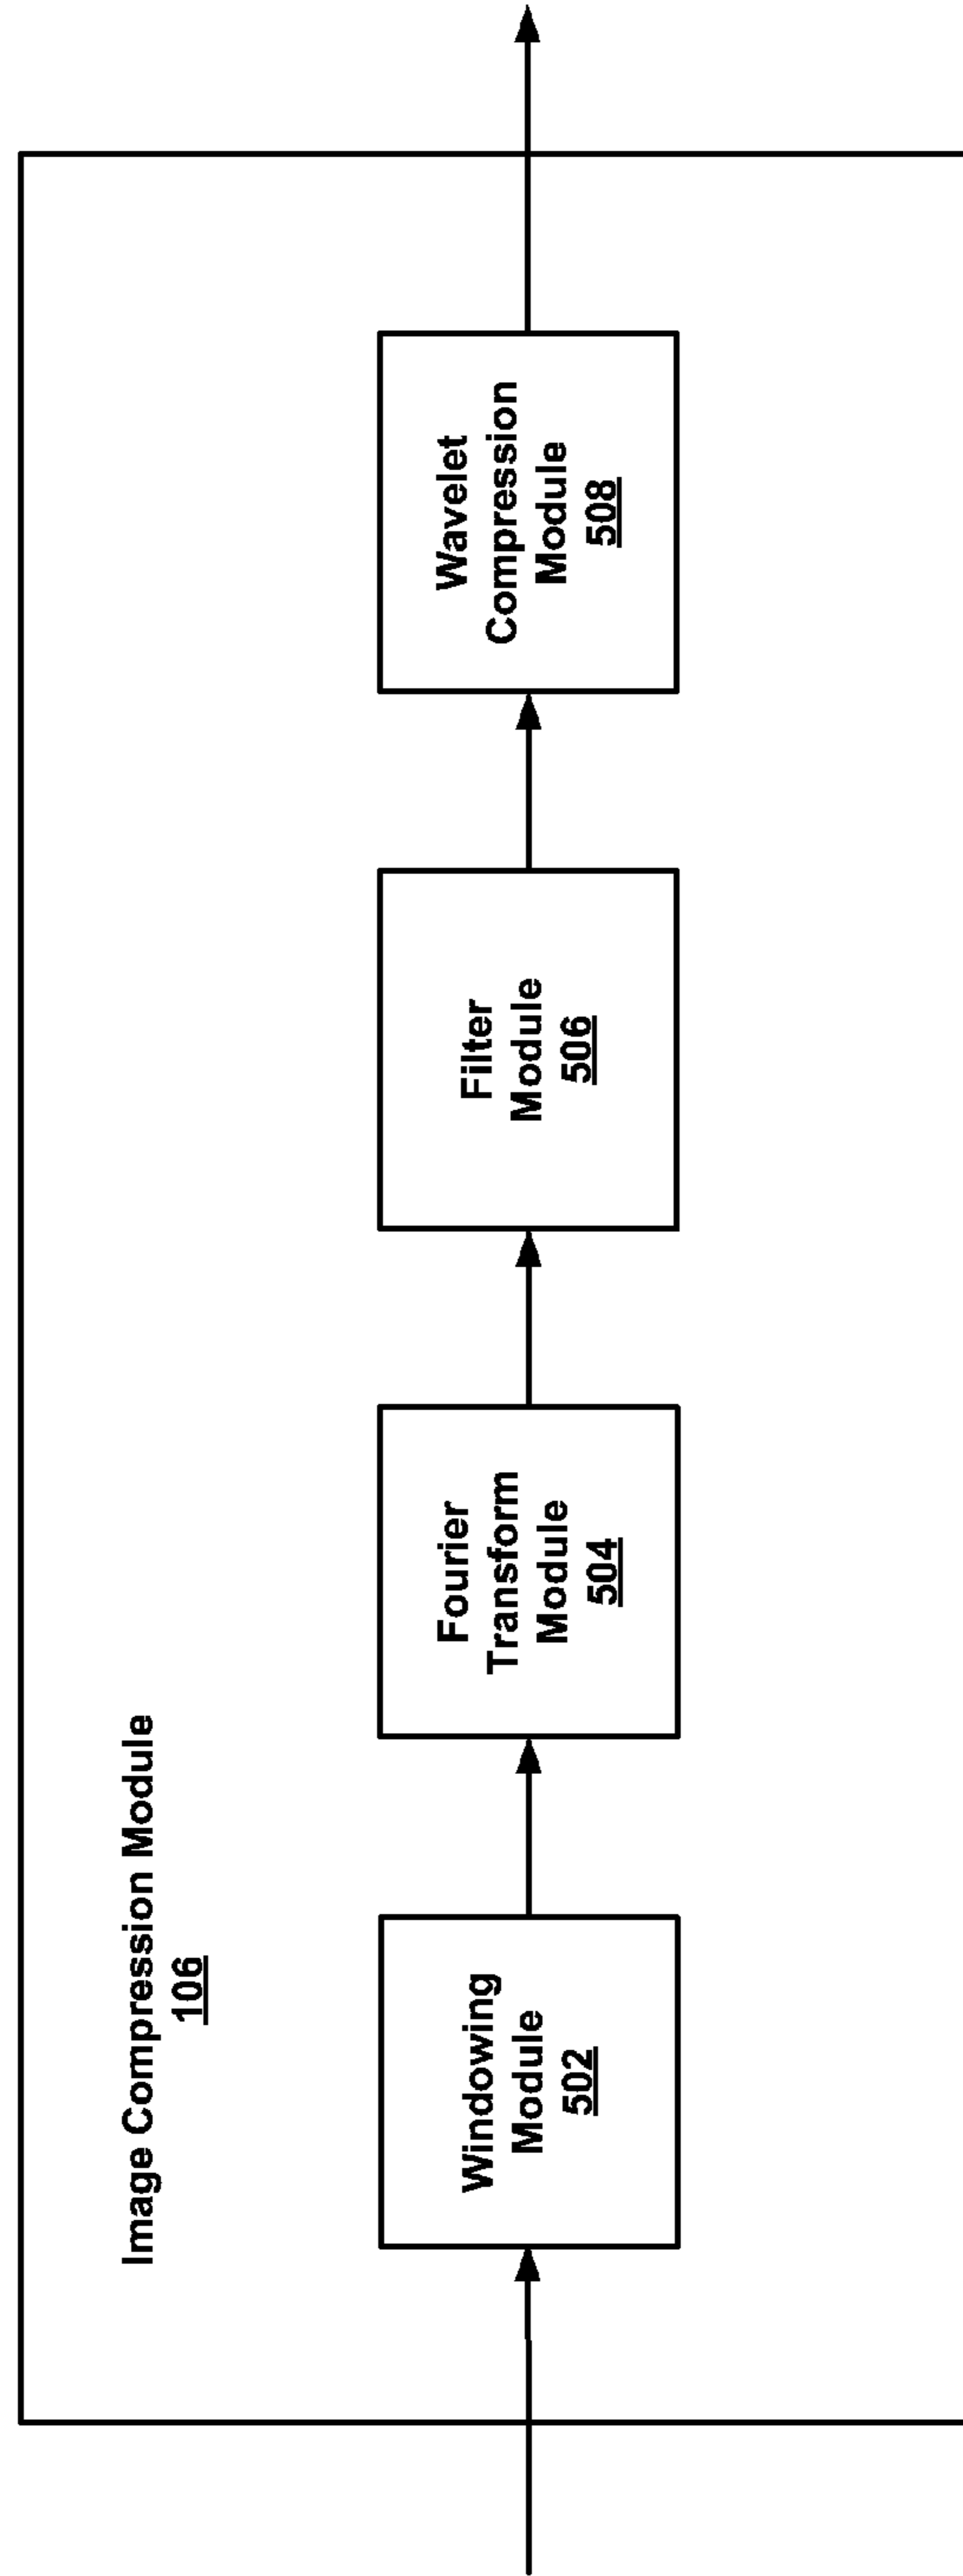 Image Compression Module
106
Windowing
Module
502
Fourier
Transform
Module
504
Filter
Module
506
Wavelet
Compression
Module
508